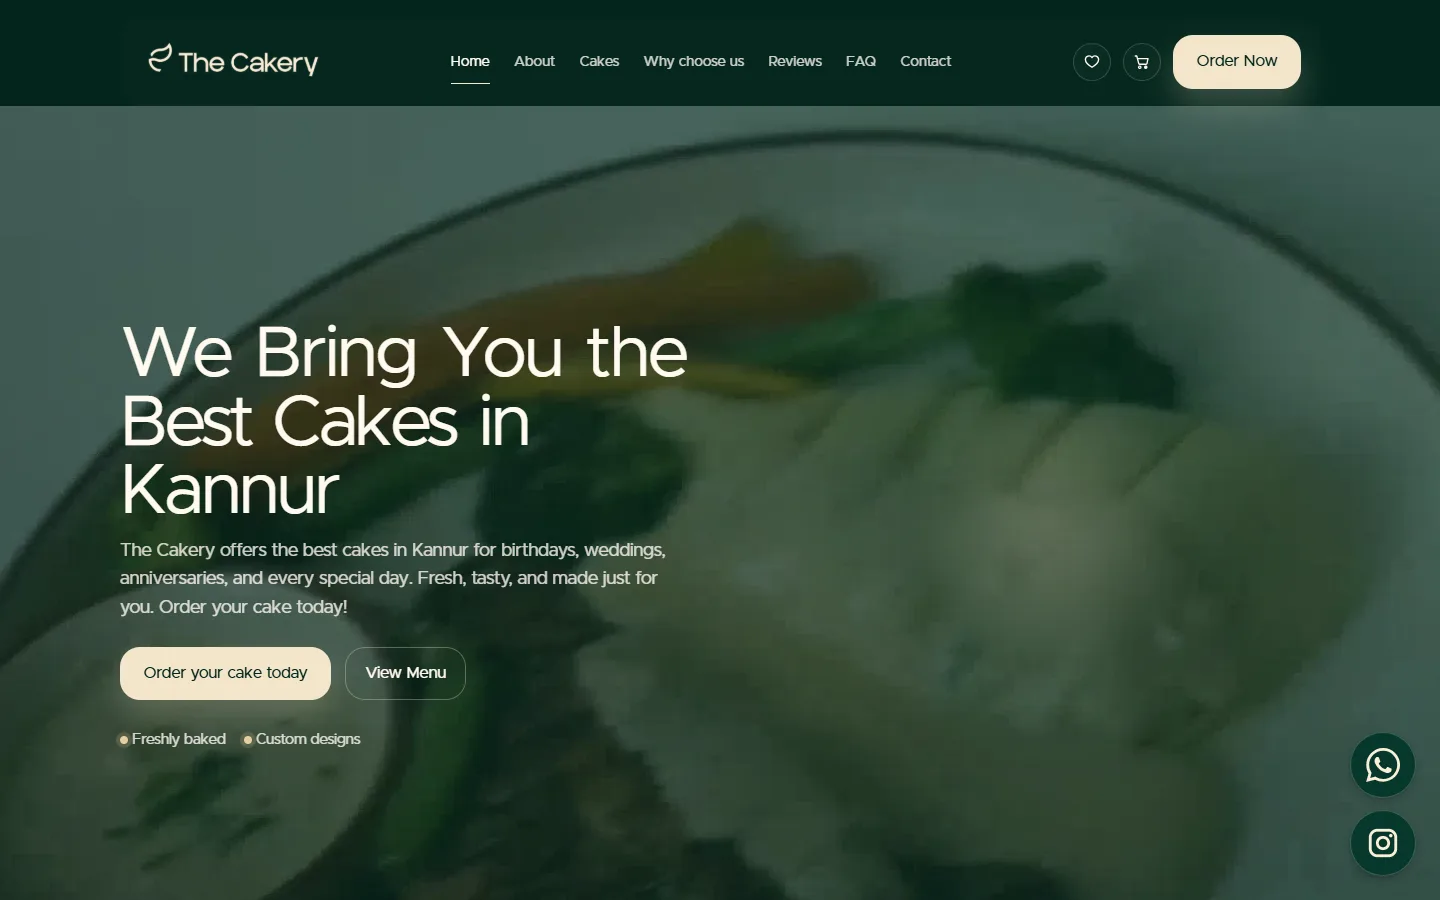 The Cakery
Home
About
Cakes
Why choose us
Reviews
FAQ
Contact
Order Now
We Bring You the
Best Cakes in
Kannur
The Cakery offers the best cakes in Kannur for birthdays, weddings,
anniversaries, and every special day. Fresh, tasty, and made just for
you. Order your cake today!
Order your cake today
View Menu
Freshly baked
Custom designs